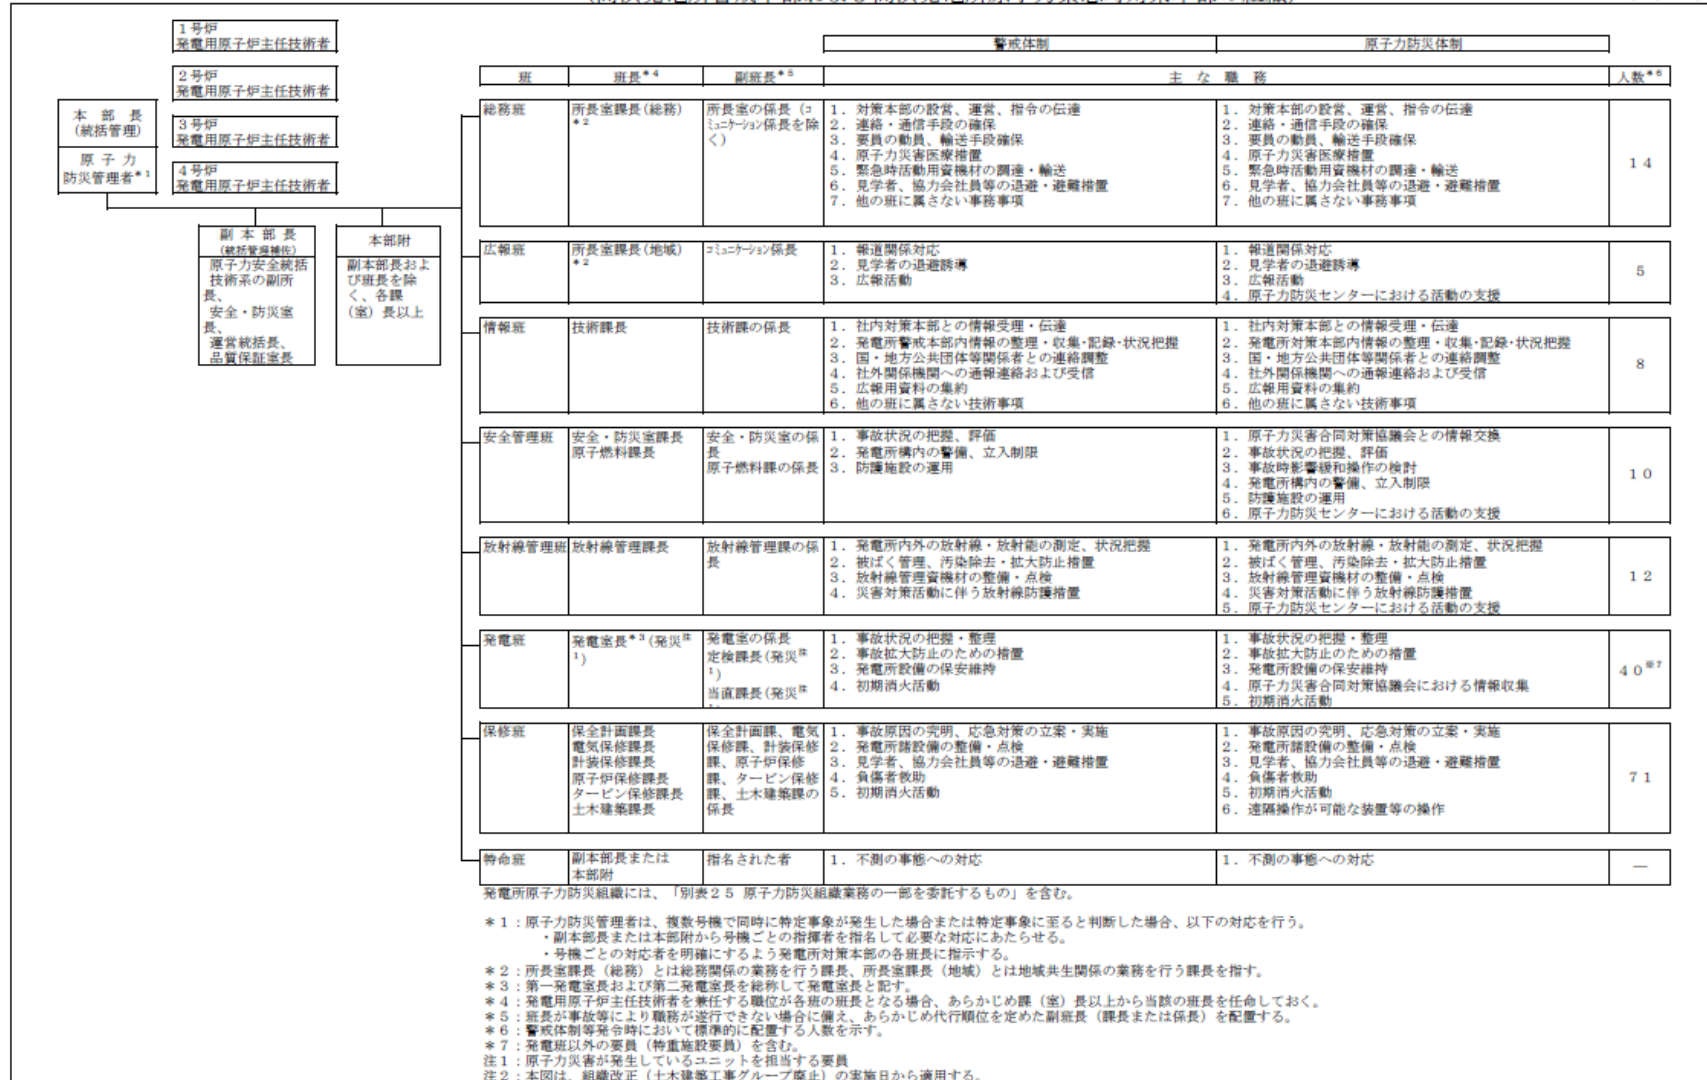 1号炉
発電用原子炉主任技術者
2号炉
発電用原子炉主任技術者
3号炉
発電用原子炉主任技術者
4号炉
発電用原子炉主任技術者
本 部 長
(統括管理)
原 子 力
防災管理者*1
副 本 部 長
(統括管理補佐)
原子力安全統括
技術系の副所
長、
安全・防災室
長、
運営統括長、
品質保証室長
本部附
副本部長およ
び班長を除
く、各課
(室)長以上
警戒体制
原子力防災体制
班
班長*4
副班長*5
主 な 職 務
人数*6
総務班
所長室課長(総務)
*2
所長室の係長(コ
ミュニケーション係長を除
く)
1. 対策本部の設営、運営、指令の伝達
2. 連絡・通信手段の確保
3. 要員の動員、輸送手段確保
4. 原子力災害医療措置
5. 緊急時活動用資機材の調達・輸送
6. 見学者、協力会社員等の退避・避難措置
7. 他の班に属さない事務事項
1. 対策本部の設営、運営、指令の伝達
2. 連絡・通信手段の確保
3. 要員の動員、輸送手段確保
4. 原子力災害医療措置
5. 緊急時活動用資機材の調達・輸送
6. 見学者、協力会社員等の退避・避難措置
7. 他の班に属さない事務事項
14
広報班
所長室課長(地域)
*2
コミュニケーション係長
1. 報道関係対応
2. 見学者の退避誘導
3. 広報活動
1. 報道関係対応
2. 見学者の退避誘導
3. 広報活動
4. 原子力防災センターにおける活動の支援
5
情報班
技術課長
技術課の係長
1. 社内対策本部との情報受理・伝達
2. 発電所警戒本部内情報の整理・収集・記録・状況把握
3. 国・地方公共団体等関係者との連絡調整
4. 社外関係機関への通報連絡および受信
5. 広報用資料の集約
6. 他の班に属さない技術事項
1. 社内対策本部との情報受理・伝達
2. 発電所対策本部内情報の整理・収集・記録・状況把握
3. 国・地方公共団体等関係者との連絡調整
4. 社外関係機関への通報連絡および受信
5. 広報用資料の集約
6. 他の班に属さない技術事項
8
安全管理班
安全・防災室課長
原子燃料課長
安全・防災室の係
長
原子燃料課の係長
1. 事故状況の把握、評価
2. 発電所構内の警備、立入制限
3. 防護施設の運用
1. 原子力災害合同対策協議会との情報交換
2. 事故状況の把握、評価
3. 事故時影響緩和操作の検討
4. 発電所構内の警備、立入制限
5. 防護施設の運用
6. 原子力防災センターにおける活動の支援
10
放射線管理班
放射線管理課長
放射線管理課の係
長
1. 発電所内外の放射線・放射能の測定、状況把握
2. 被ばく管理、汚染除去・拡大防止措置
3. 放射線管理資機材の整備・点検
4. 災害対策活動に伴う放射線防護措置
1. 発電所内外の放射線・放射能の測定、状況把握
2. 被ばく管理、汚染除去・拡大防止措置
3. 放射線管理資機材の整備・点検
4. 災害対策活動に伴う放射線防護措置
5. 原子力防災センターにおける活動の支援
12
発電班
発電室長*3(発災注
1)
発電室の係長
定検課長(発災注
1)
当直課長(発災注
1. 事故状況の把握・整理
2. 事故拡大防止のための措置
3. 発電所設備の保安維持
4. 初期消火活動
1. 事故状況の把握・整理
2. 事故拡大防止のための措置
3. 発電所設備の保安維持
4. 原子力災害合同対策協議会における情報収集
5. 初期消火活動
40※7
保修班
保全計画課長
電気保修課長
計装保修課長
原子炉保修課長
タービン保修課長
土木建築課長
保全計画課、電気
保修課、計装保修
課、原子炉保修
課、タービン保修
課、土木建築課の
係長
1. 事故原因の究明、応急対策の立案・実施
2. 発電所諸設備の整備・点検
3. 見学者、協力会社員等の退避・避難措置
4. 負傷者救助
5. 初期消火活動
1. 事故原因の究明、応急対策の立案・実施
2. 発電所諸設備の整備・点検
3. 見学者、協力会社員等の退避・避難措置
4. 負傷者救助
5. 初期消火活動
6. 遠隔操作が可能な装置等の操作
71
特命班
副本部長または
本部附
指名された者
1. 不測の事態への対応
1. 不測の事態への対応
―
発電所原子力防災組織には、「別表25 原子力防災組織業務の一部を委託するもの」を含む。
*1:原子力防災管理者は、複数号機で同時に特定事象が発生した場合または特定事象に至ると判断した場合、以下の対応を行う。
・副本部長または本部附から号機ごとの指揮者を指名して必要な対応にあたらせる。
・号機ごとの対応者を明確にするよう発電所対策本部の各班長に指示する。
*2:所長室課長(総務)とは総務関係の業務を行う課長、所長室課長(地域)とは地域共生関係の業務を行う課長を指す。
*3:第一発電室長および第二発電室長を総称して発電室長と記す。
*4:発電用原子炉主任技術者を兼任する職位が各班の班長となる場合、あらかじめ課(室)長以上から当該の班長を任命しておく。
*5:班長が事故等により職務が遂行できない場合に備え、あらかじめ代行順位を定めた副班長(課長または係長)を配置する。
*6:警戒体制等発令時において標準的に配置する人数を示す。
*7:発電班以外の要員(特重施設要員)を含む。
注1:原子力災害が発生しているユニットを担当する要員
注2:本図は、組織改正(土木建築工事グループ廃止)の実施日から適用する。